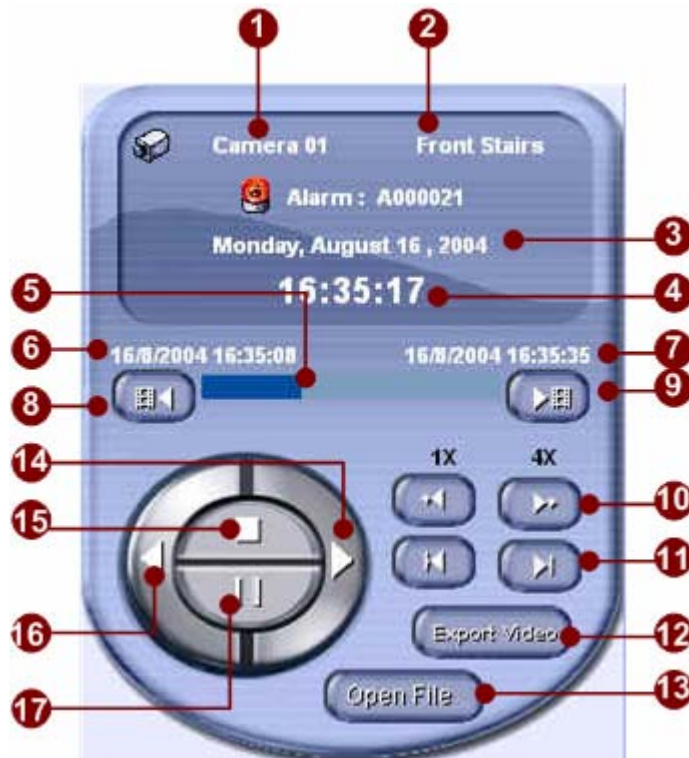 1 2
Camera 01 Front Stairs
Alarm : A000021
Monday, August 16 , 2004
3
16:35:17
4
5
6
16/8/2004 16:35:08 16/8/2004 16:35:35
7
8
9
14
1X 4X
15
10
11
16
Export Video
12
Open File
13
17